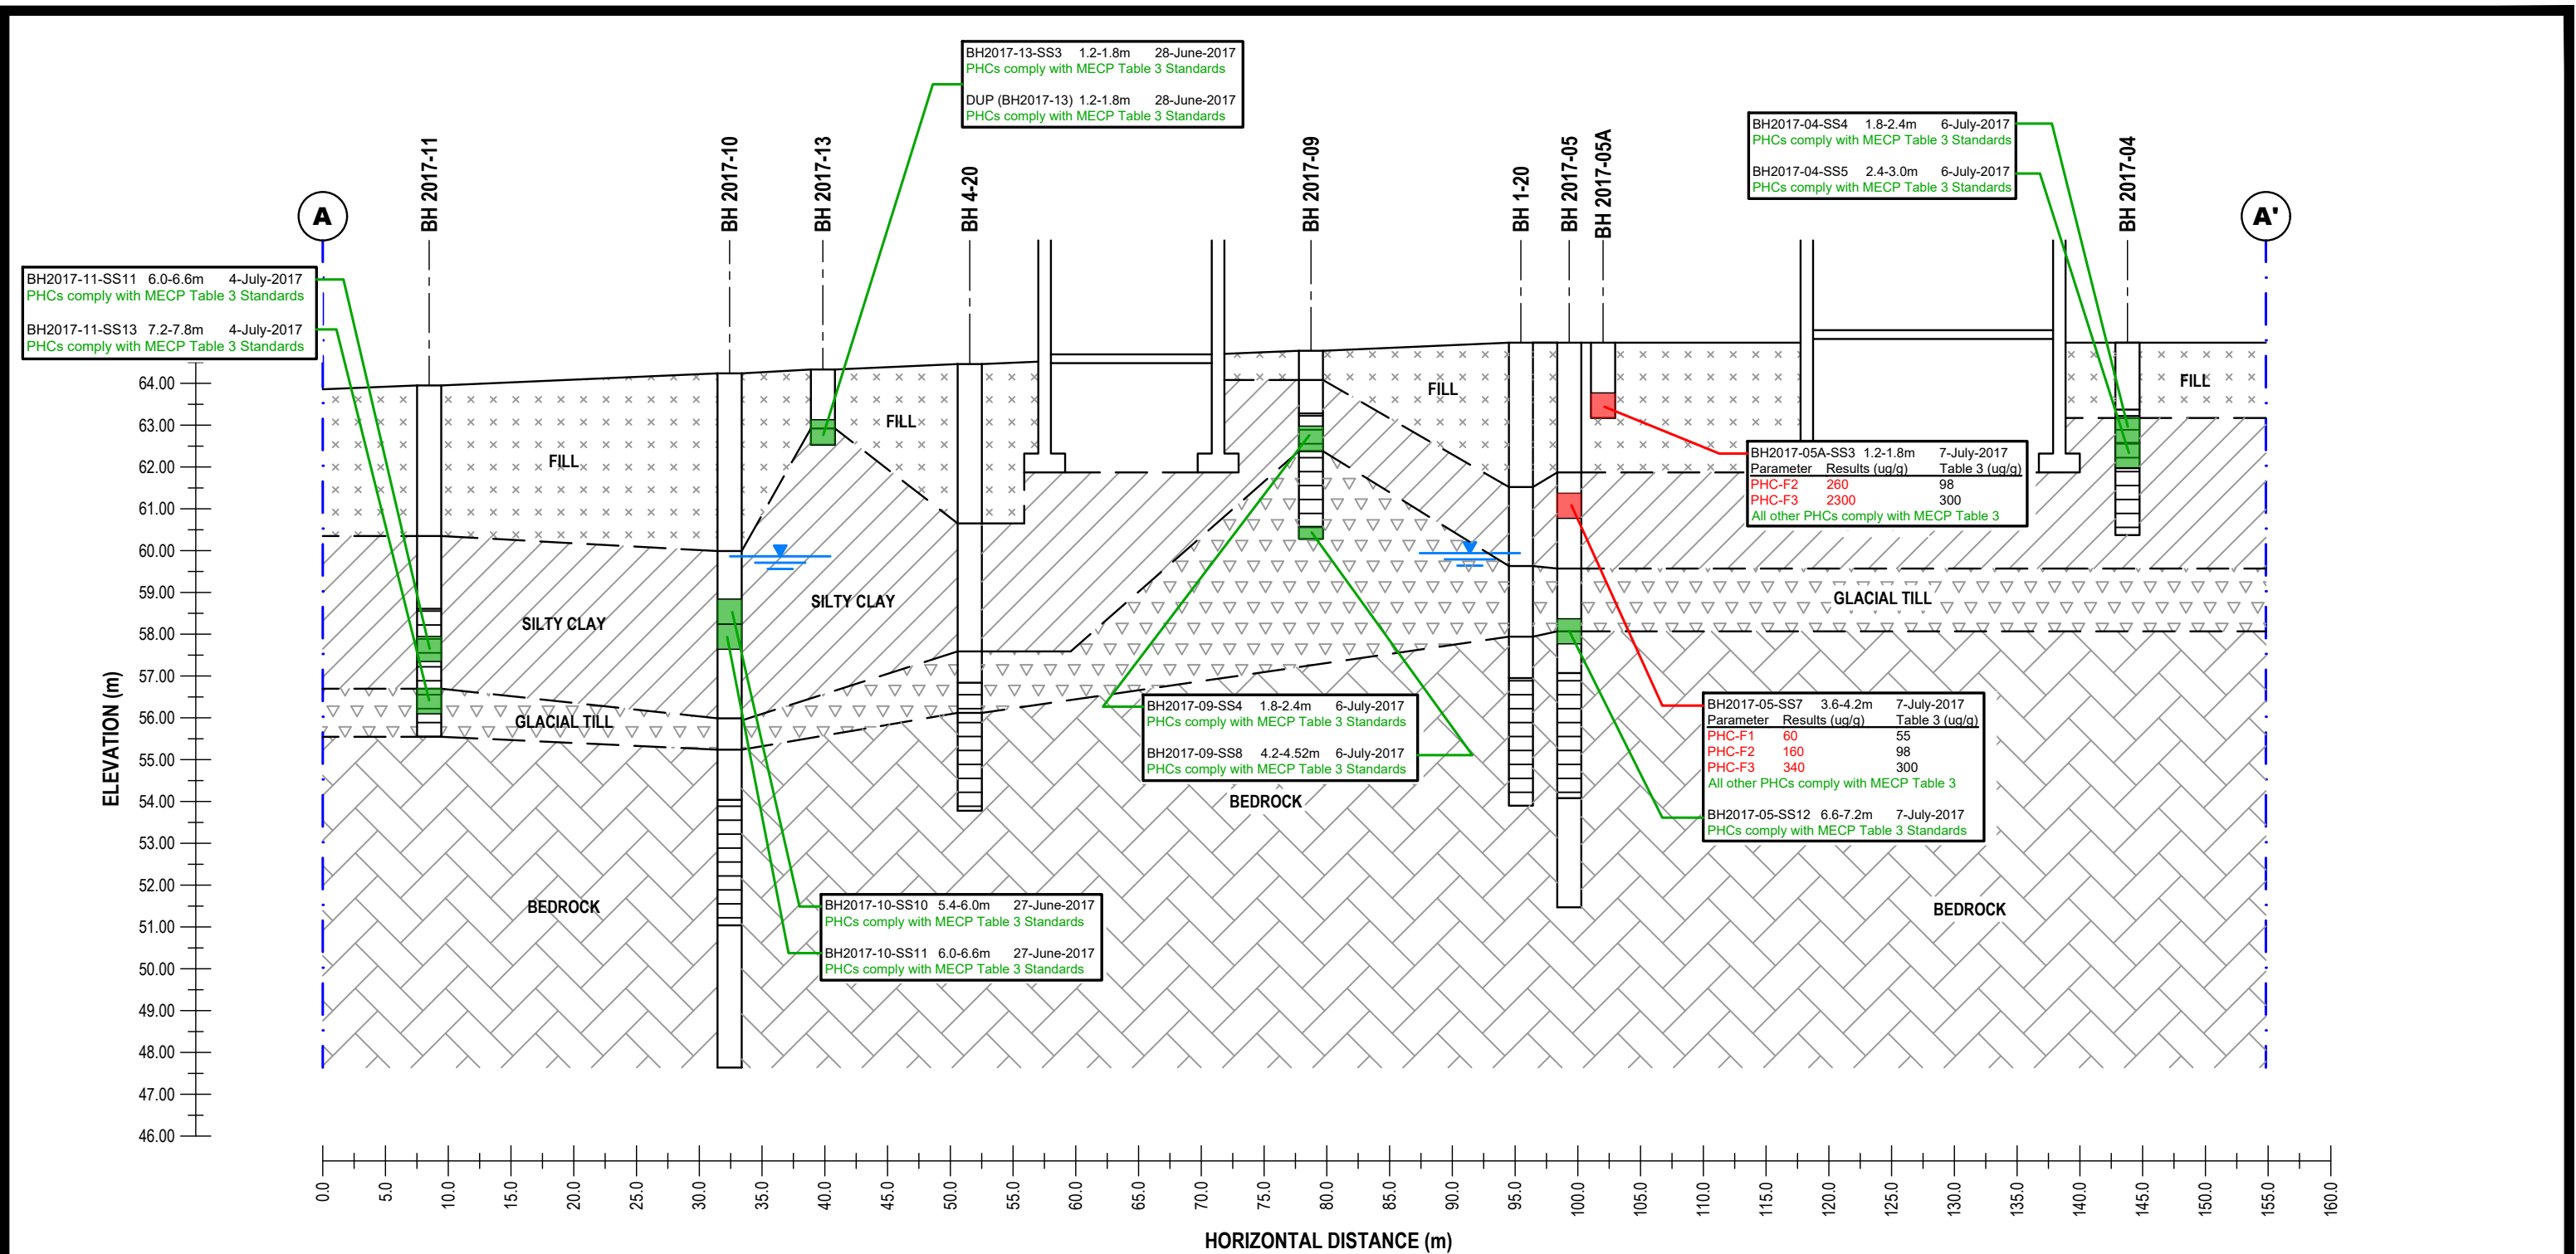 BH2017-13-SS3 1.2-1.8m 28-June-2017
PHCs comply with MECP Table 3 Standards
DUP (BH2017-13) 1.2-1.8m 28-June-2017
PHCs comply with MECP Table 3 Standards
BH2017-04-SS4 1.8-2.4m 6-July-2017
PHCs comply with MECP Table 3 Standards
BH2017-04-SS5 2.4-3.0m 6-July-2017
PHCs comply with MECP Table 3 Standards
A
BH 2017-11
BH 2017-10
BH 2017-13
BH 4-20
BH 2017-09
BH 1-20
BH 2017-05
BH 2017-05A
BH 2017-04
A'
BH2017-11-SS11 6.0-6.6m 4-July-2017
PHCs comply with MECP Table 3 Standards
BH2017-11-SS13 7.2-7.8m 4-July-2017
PHCs comply with MECP Table 3 Standards
FILL
FILL
FILL
FILL
BH2017-05A-SS3 1.2-1.8m 7-July-2017
Parameter Results (ug/g) Table 3 (ug/g)
PHC-F2 260 98
PHC-F3 2300 300
All other PHCs comply with MECP Table 3
SILTY CLAY
SILTY CLAY
GLACIAL TILL
GLACIAL TILL
BH2017-09-SS4 1.8-2.4m 6-July-2017
PHCs comply with MECP Table 3 Standards
BH2017-09-SS8 4.2-4.52m 6-July-2017
PHCs comply with MECP Table 3 Standards
BH2017-05-SS7 3.6-4.2m 7-July-2017
Parameter Results (ug/g) Table 3 (ug/g)
PHC-F1 60 55
PHC-F2 160 98
PHC-F3 340 300
All other PHCs comply with MECP Table 3
BH2017-05-SS12 6.6-7.2m 7-July-2017
PHCs comply with MECP Table 3 Standards
BEDROCK
BEDROCK
BEDROCK
BH2017-10-SS10 5.4-6.0m 27-June-2017
PHCs comply with MECP Table 3 Standards
BH2017-10-SS11 6.0-6.6m 27-June-2017
PHCs comply with MECP Table 3 Standards
ELEVATION (m)
64.00
63.00
62.00
61.00
60.00
59.00
58.00
57.00
56.00
55.00
54.00
53.00
52.00
51.00
50.00
49.00
48.00
47.00
46.00
0.0
5.0
10.0
15.0
20.0
25.0
30.0
35.0
40.0
45.0
50.0
55.0
60.0
65.0
70.0
75.0
80.0
85.0
90.0
95.0
100.0
105.0
110.0
115.0
120.0
125.0
130.0
135.0
140.0
145.0
150.0
155.0
160.0
HORIZONTAL DISTANCE (m)